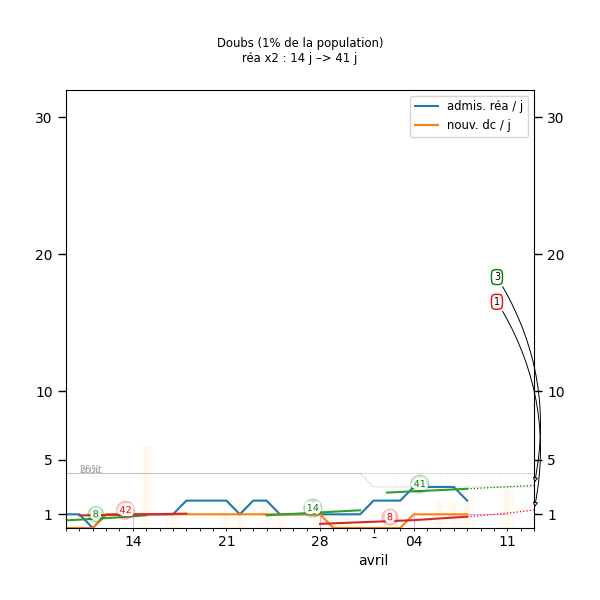 Doubs (1% de la population)
réa x2 : 14 j –> 41 j
admis. réa / j
nouv. dc / j
30 30
20 20
3
1
10 10
5 5
25%
41
14
42
8
8
1 1
14 21 28 - 04 11
avril